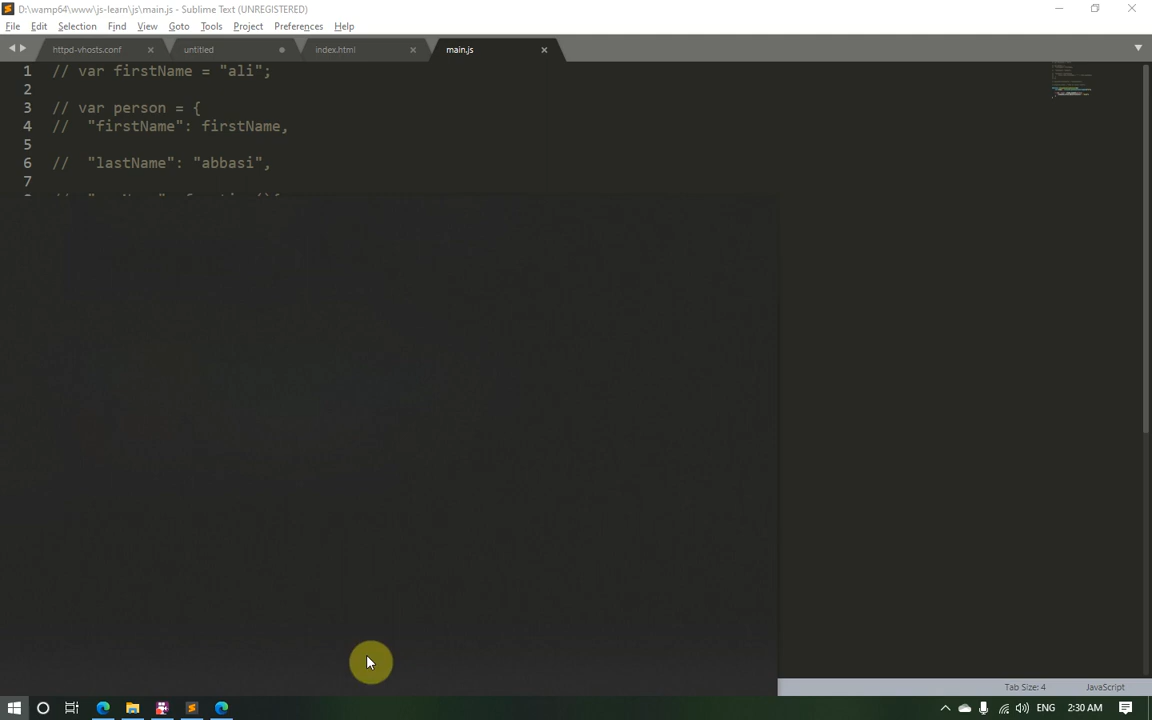 D:\wamp64\www\js-learn\js\main.js - Sublime Text (UNREGISTERED)
File Edit Selection Find View Goto Tools Project Preferences Help
httpd-vhosts.conf untitled index.html main.js
1 // var firstName = "ali";
2
3 // var person = {
4 // "firstName": firstName,
5
6 // "lastName": "abbasi",
7
Tab Size: 4 JavaScript
ENG 2:30 AM